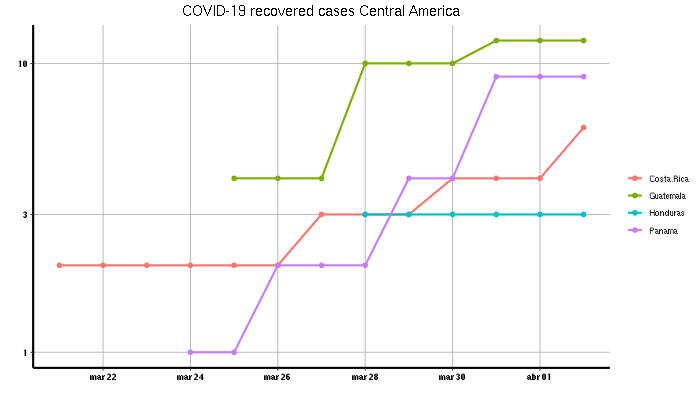 COVID-19 recovered cases Central America
10
3
1
mar 22
mar 24
mar 26
mar 28
mar 30
abr 01
Costa.Rica
Guatemala
Honduras
Panama